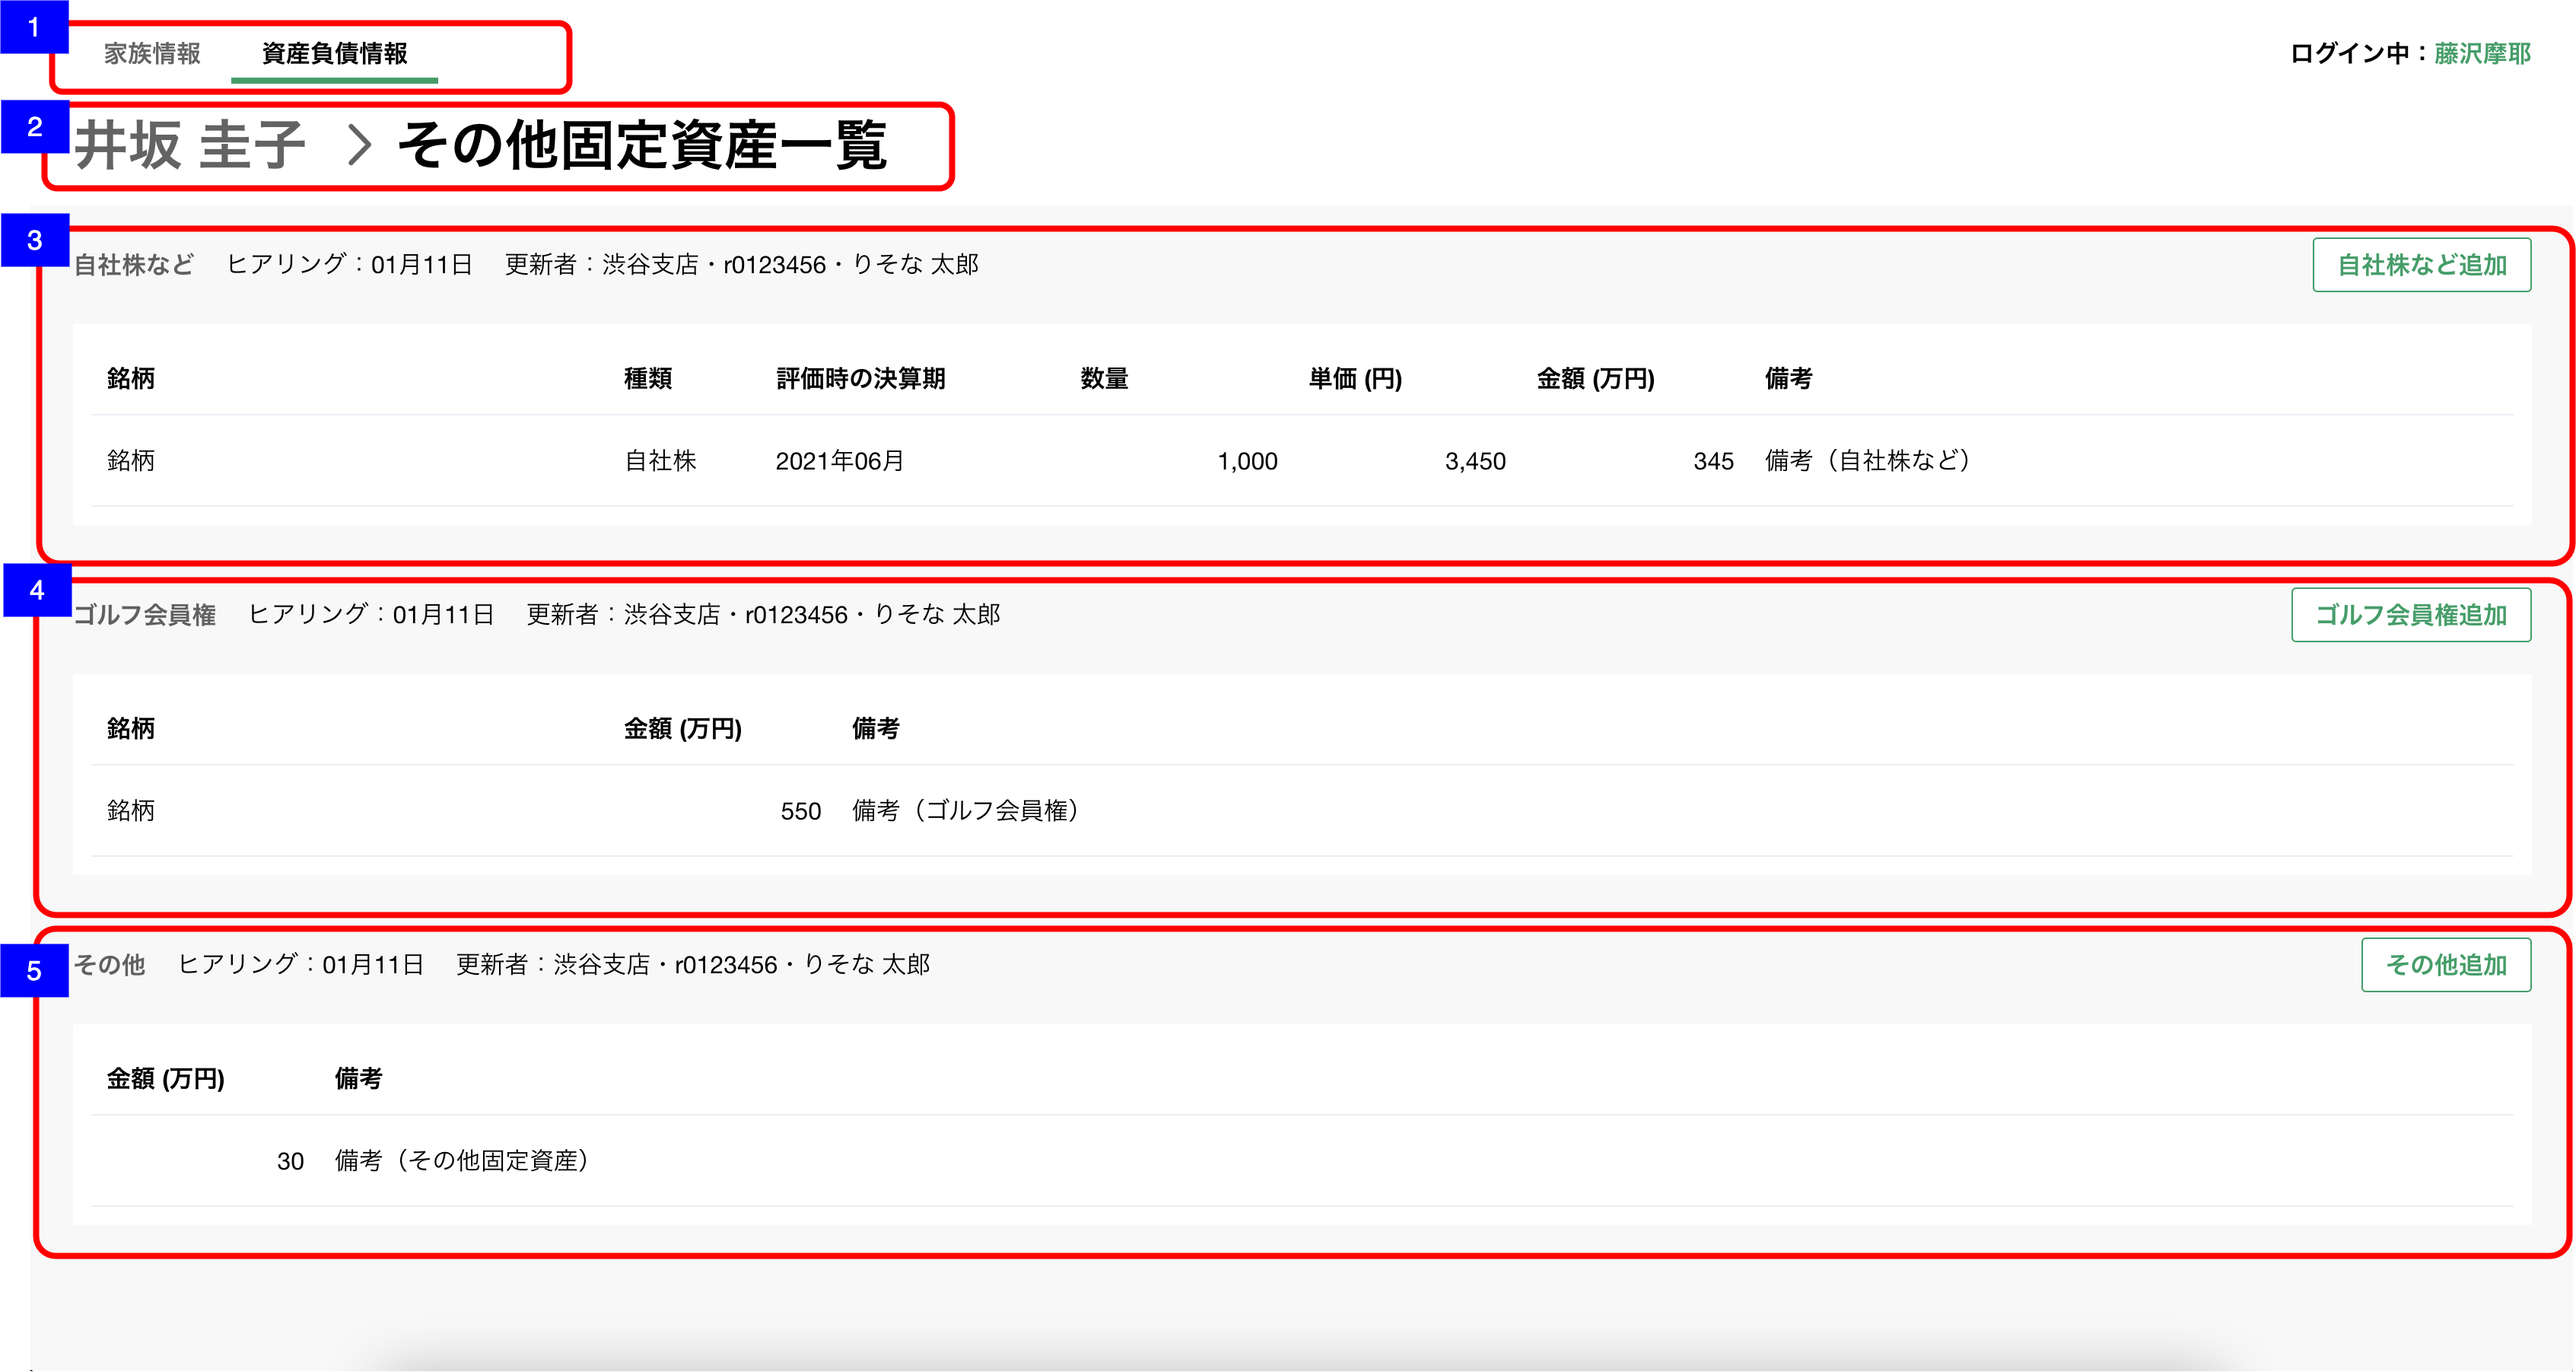 1
家族情報 資産負債情報 ログイン中：藤沢摩耶
2
井坂 圭子 > その他固定資産一覧
3
自社株など ヒアリング：01月11日 更新者：渋谷支店・r0123456・りそな 太郎 自社株など追加
銘柄 種類 評価時の決算期 数量 単価 (円) 金額 (万円) 備考
銘柄 自社株 2021年06月 1,000 3,450 345 備考（自社株など）
4
ゴルフ会員権 ヒアリング：01月11日 更新者：渋谷支店・r0123456・りそな 太郎 ゴルフ会員権追加
銘柄 金額 (万円) 備考
銘柄 550 備考（ゴルフ会員権）
5
その他 ヒアリング：01月11日 更新者：渋谷支店・r0123456・りそな 太郎 その他追加
金額 (万円) 備考
30 備考（その他固定資産）